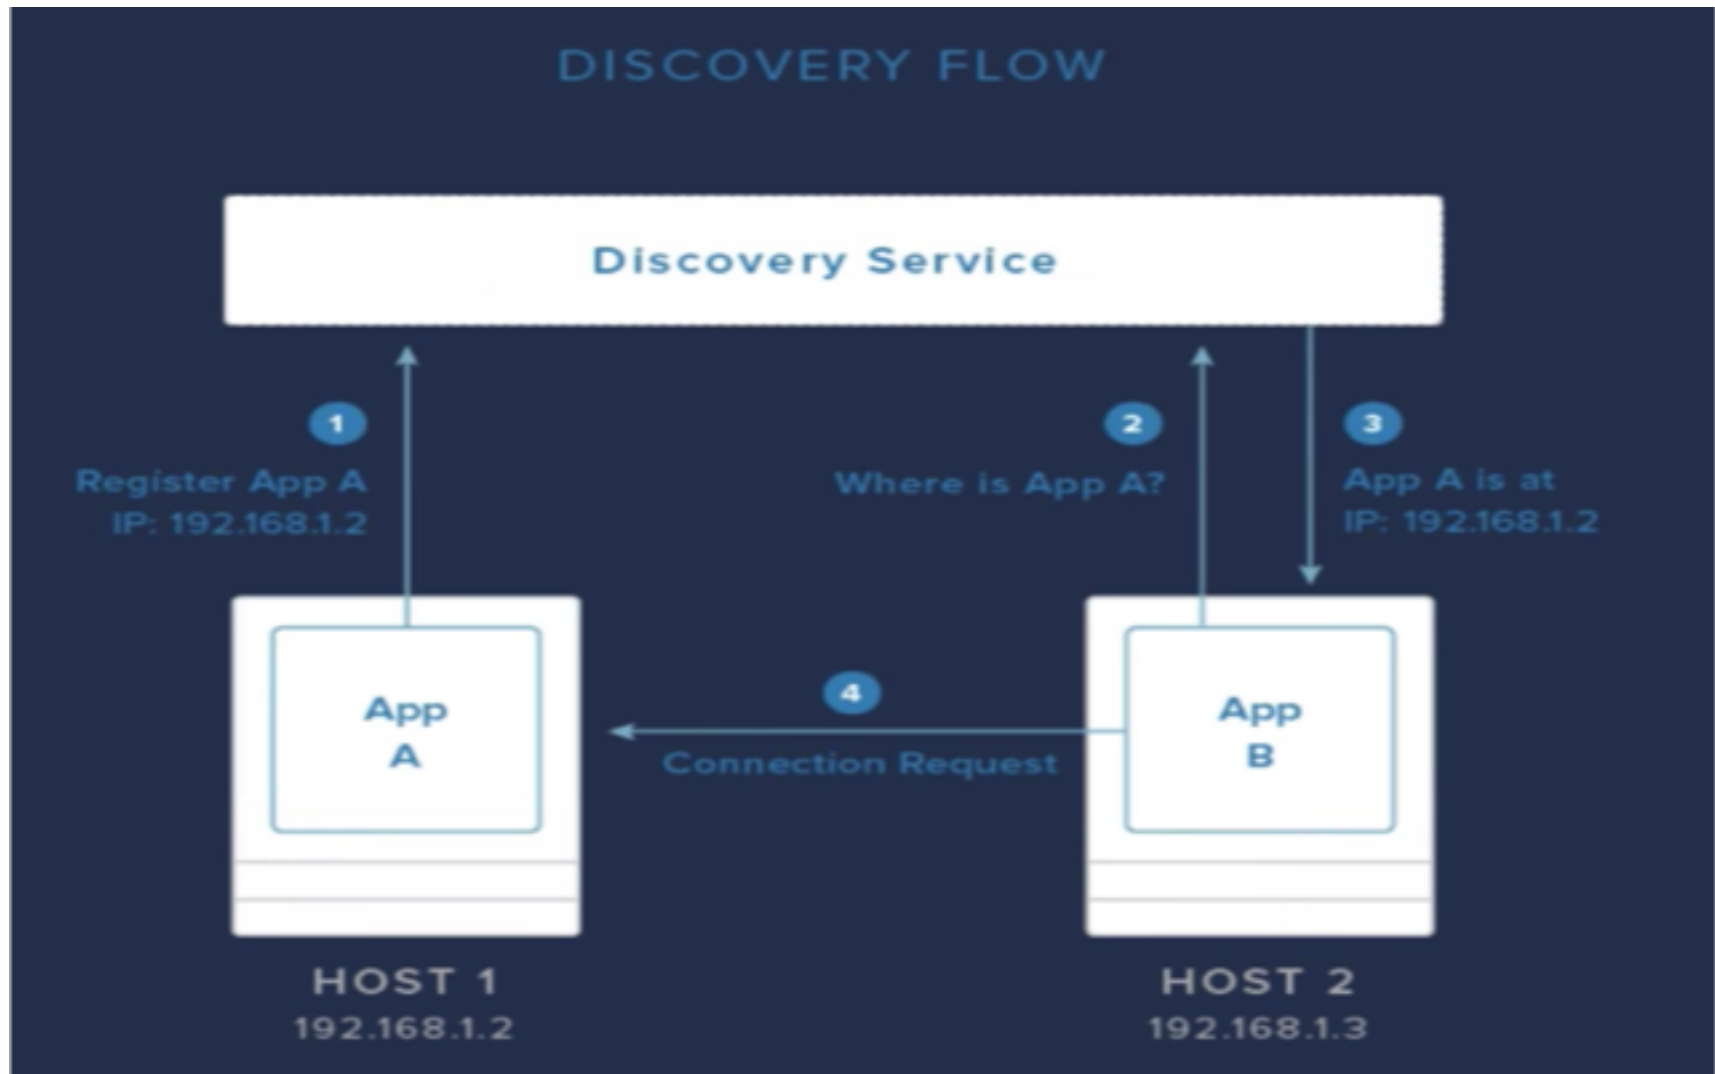 DISCOVERY FLOW
Discovery Service
1
Register App A
IP: 192.168.1.2
2
Where is App A?
3
App A is at
IP: 192.168.1.2
4
Connection Request
App
A
App
B
HOST 1
192.168.1.2
HOST 2
192.168.1.3